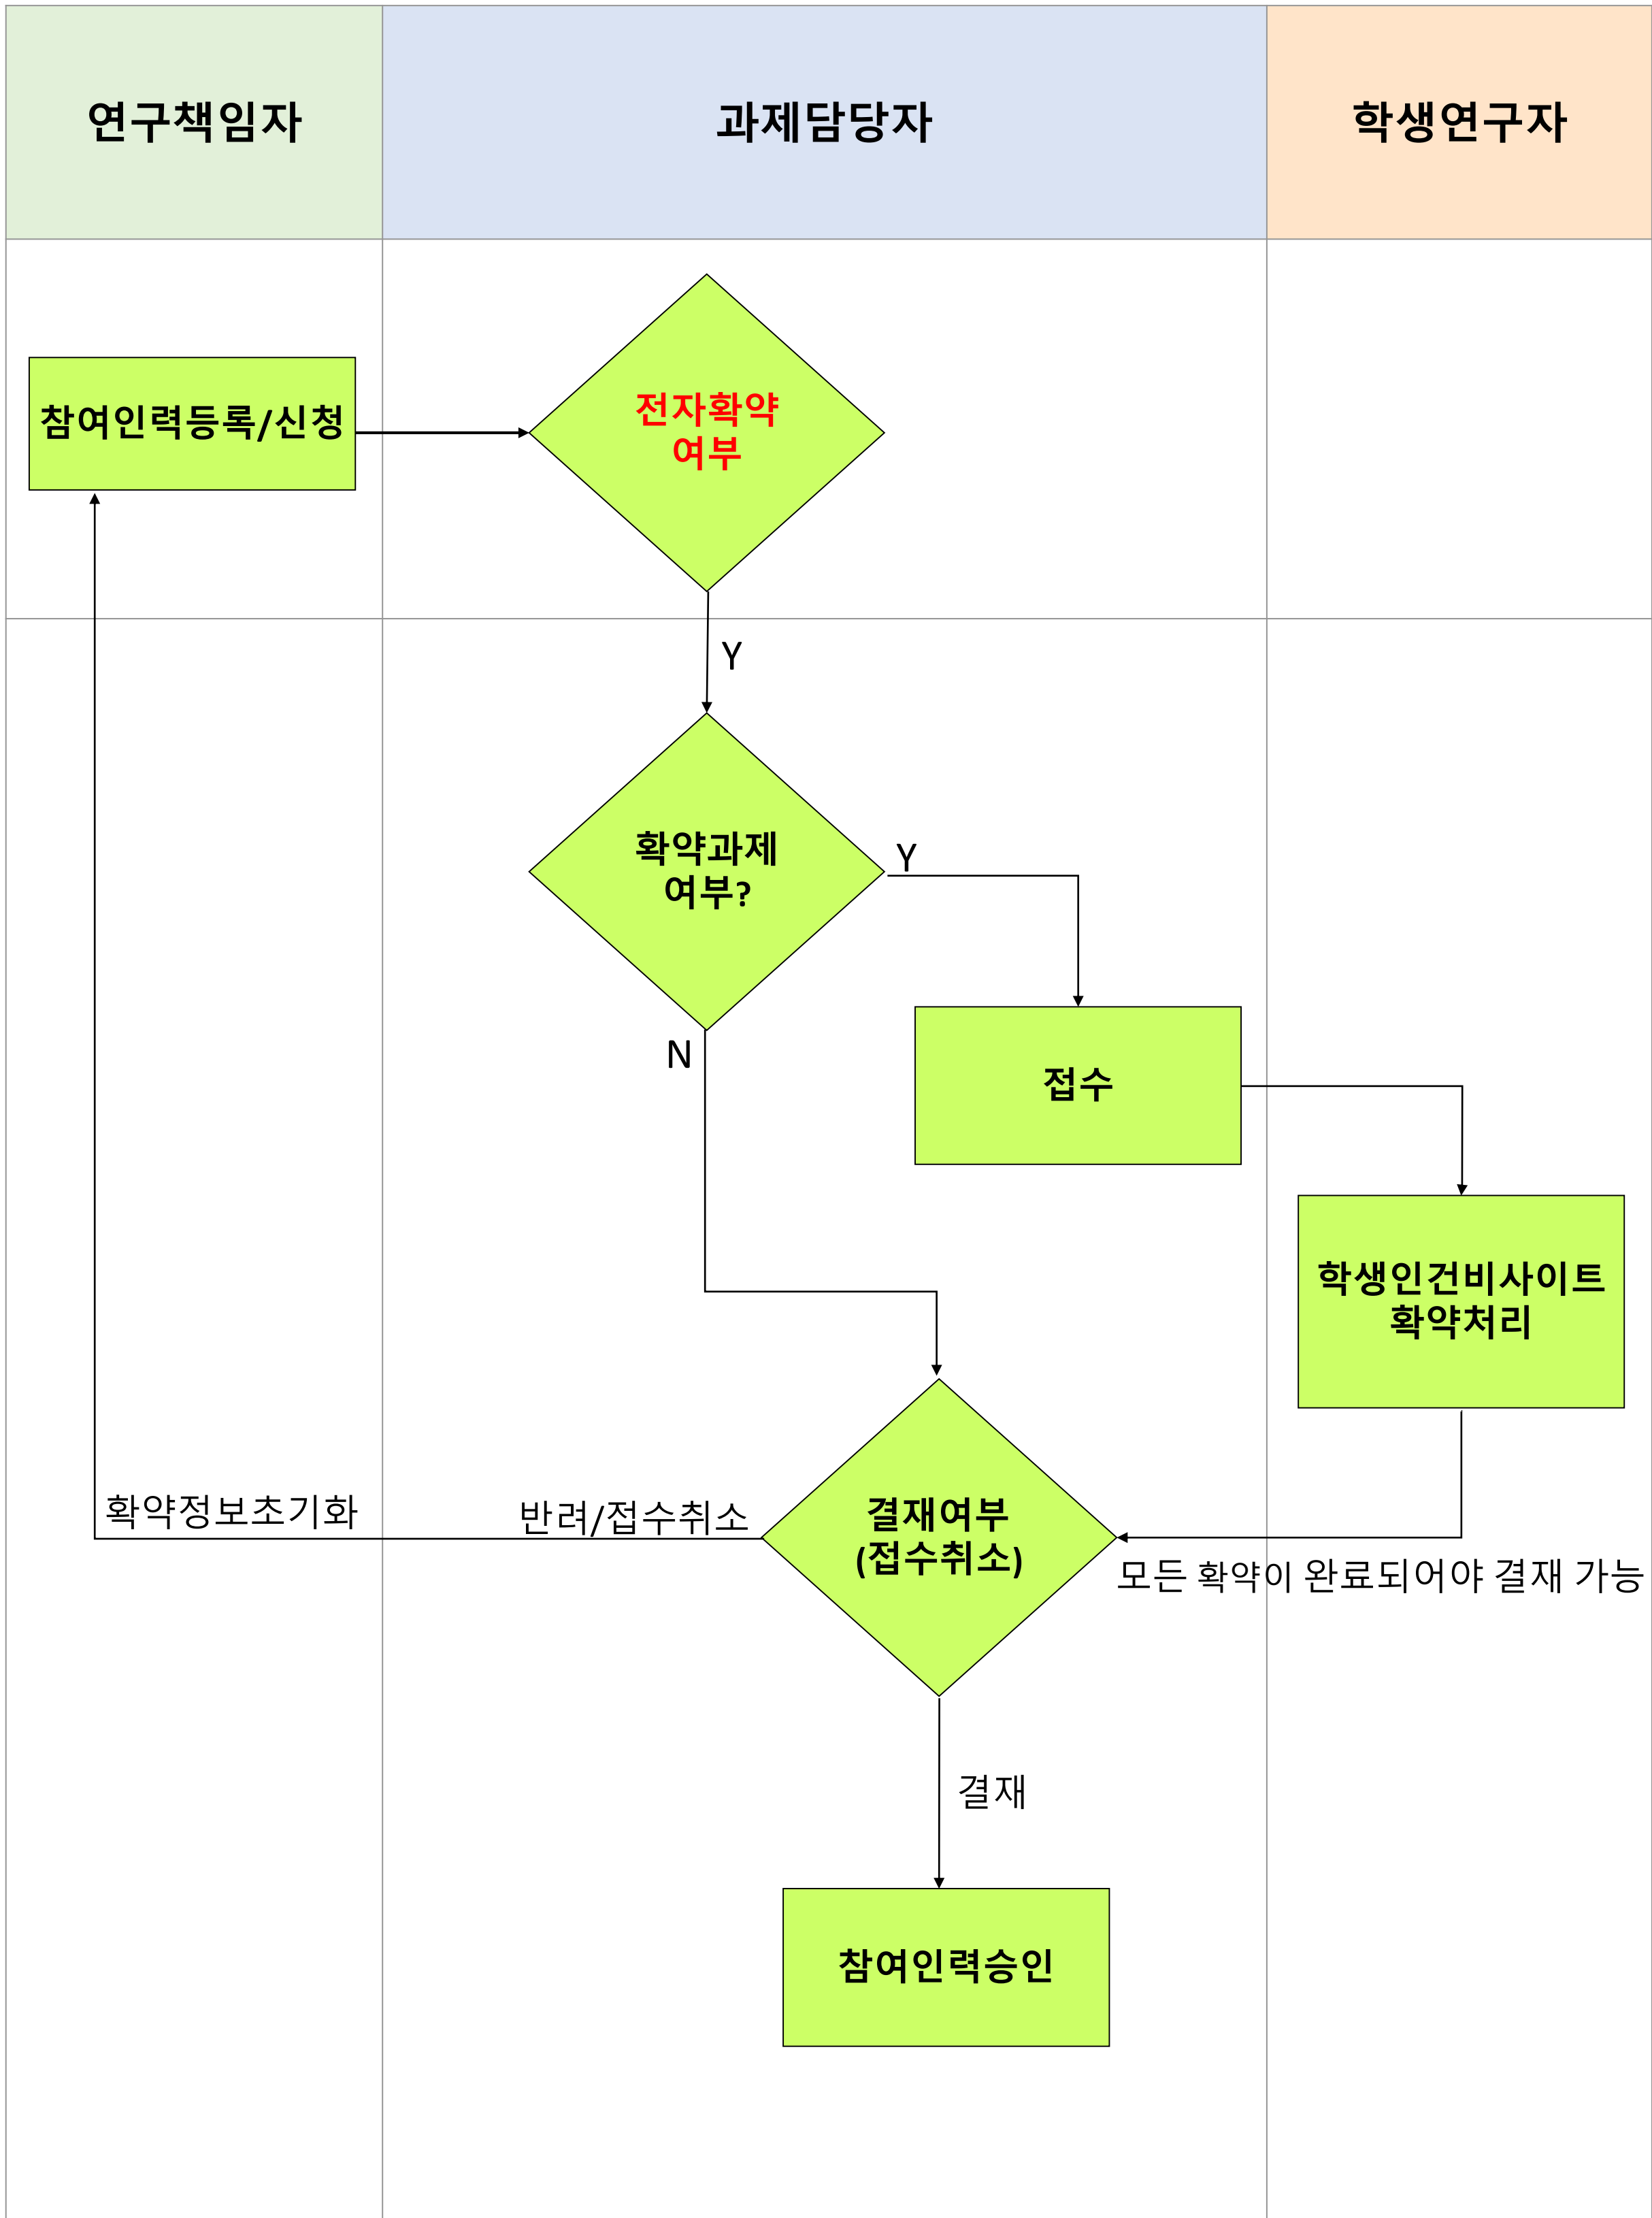 연구책임자
과제담당자
학생연구자
참여인력등록/신청
전자확약
여부
Y
확약과제
여부?
Y
N
접수
학생인건비사이트
확약처리
확약정보초기화
반려/접수취소
결재여부
(접수취소)
모든 확약이 완료되어야 결재 가능
결재
참여인력승인